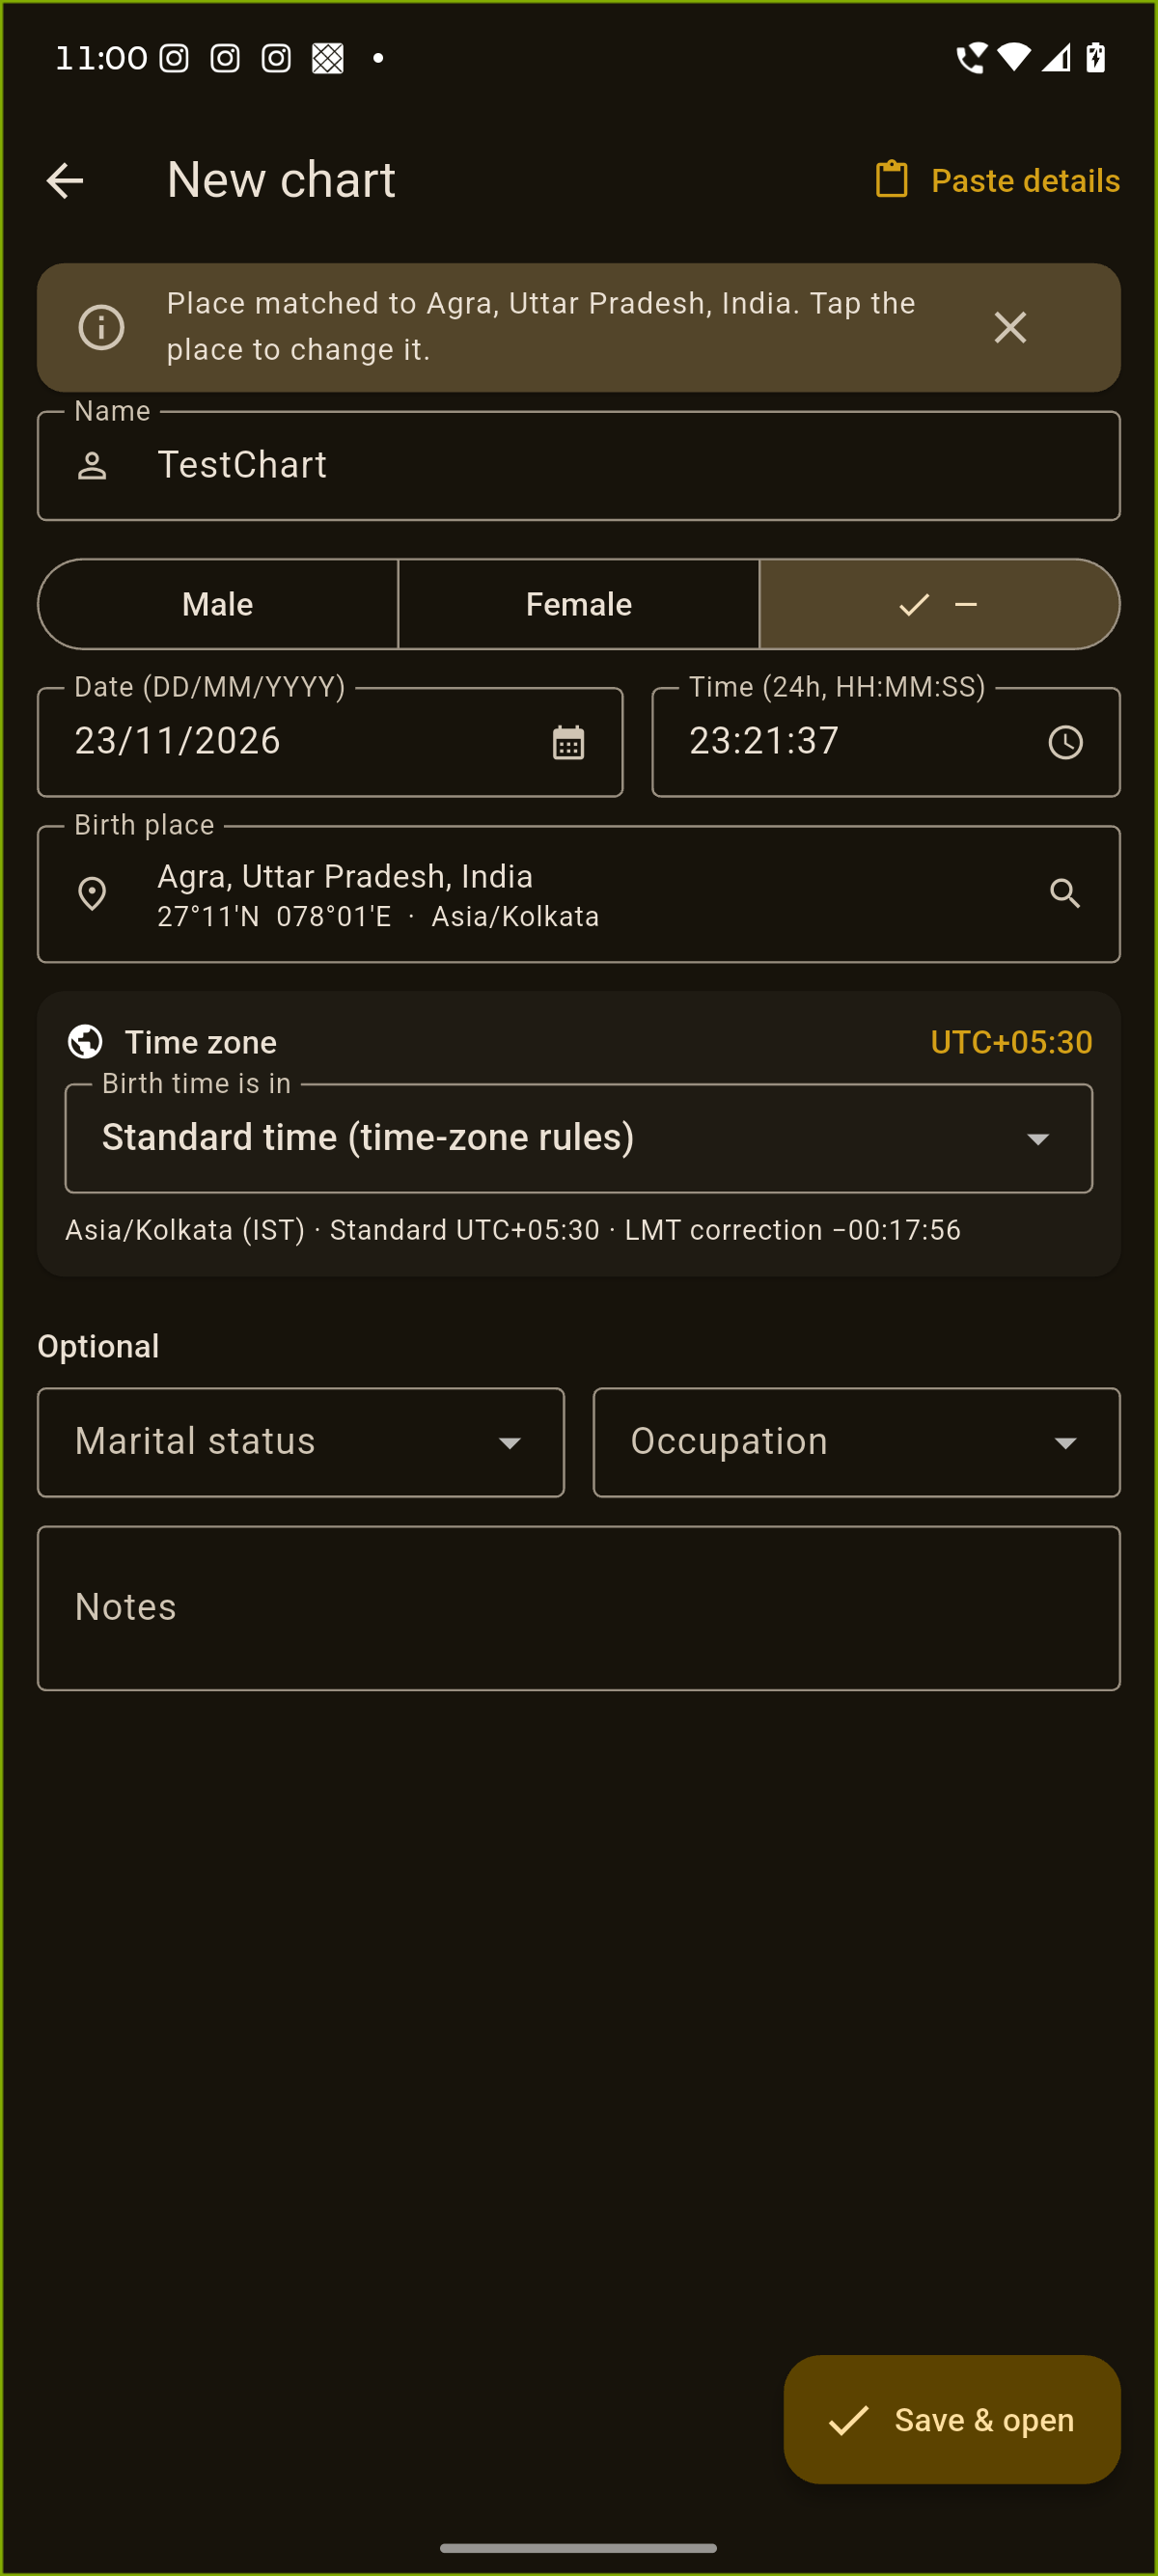 11:00
New chart
Paste details
Place matched to Agra, Uttar Pradesh, India. Tap the
place to change it.
Name
TestChart
Male Female –
Date (DD/MM/YYYY) Time (24h, HH:MM:SS)
23/11/2026 23:21:37
Birth place
Agra, Uttar Pradesh, India
27°11'N 078°01'E · Asia/Kolkata
Time zone UTC+05:30
Birth time is in
Standard time (time-zone rules)
Asia/Kolkata (IST) · Standard UTC+05:30 · LMT correction −00:17:56
Optional
Marital status Occupation
Notes
Save & open